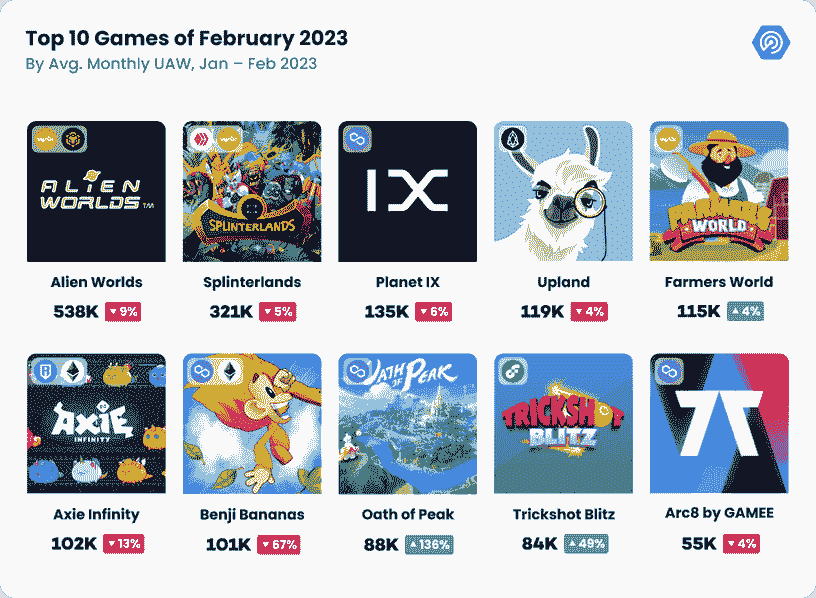 Top 10 Games of February 2023
By Avg. Monthly UAW, Jan – Feb 2023
ALIEN
WORLDS™
SPLINTERLANDS
IX
FARMERS
WORLD
Alien Worlds
Splinterlands
Planet IX
Upland
Farmers World
538K ▼ 9%
321K ▼ 5%
135K ▼ 6%
119K ▼ 4%
115K ▲ 4%
AXIE
INFINITY
OATH
OF PEAK
TRICKSHOT
BLITZ
Axie Infinity
Benji Bananas
Oath of Peak
Trickshot Blitz
Arc8 by GAMEE
102K ▼ 13%
101K ▼ 67%
88K ▲ 136%
84K ▲ 49%
55K ▼ 4%